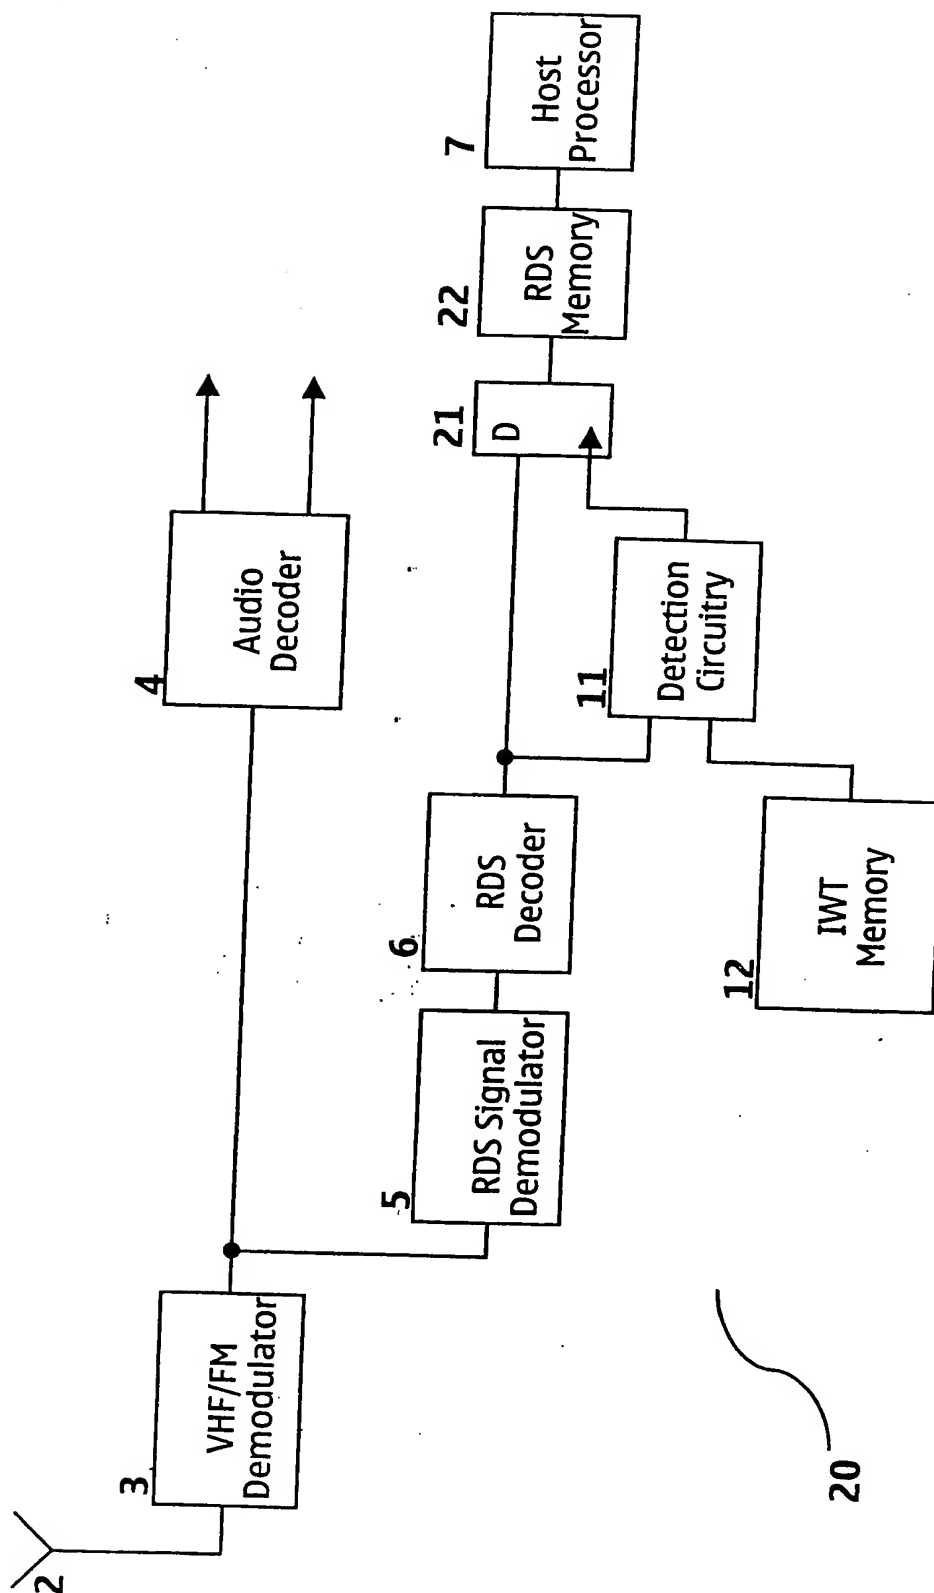 2
3
VHF/FM
Demodulator
4
Audio
Decoder
5
RDS Signal
Demodulator
6
RDS
Decoder
21
D
22
RDS
Memory
7
Host
Processor
11
Detection
Circuitry
12
IWT
Memory
20